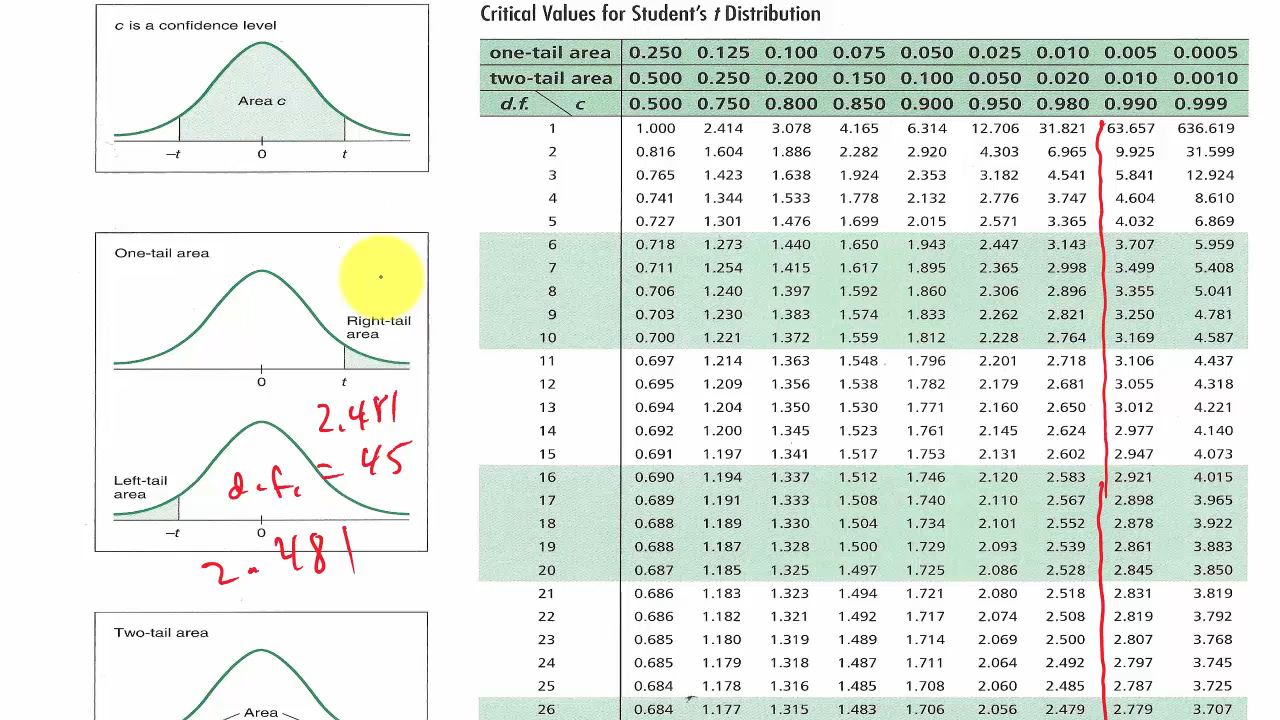 c is a confidence level
Area c
−t 0 t
One-tail area
Right-tail
area
0 t
2.481
d.f. = 45
Left-tail
area
−t 0
2.481
Two-tail area
Area
Critical Values for Student's t Distribution
one-tail area 0.250 0.125 0.100 0.075 0.050 0.025 0.010 0.005 0.0005
two-tail area 0.500 0.250 0.200 0.150 0.100 0.050 0.020 0.010 0.0010
d.f. c 0.500 0.750 0.800 0.850 0.900 0.950 0.980 0.990 0.999
1 1.000 2.414 3.078 4.165 6.314 12.706 31.821 63.657 636.619
2 0.816 1.604 1.886 2.282 2.920 4.303 6.965 9.925 31.599
3 0.765 1.423 1.638 1.924 2.353 3.182 4.541 5.841 12.924
4 0.741 1.344 1.533 1.778 2.132 2.776 3.747 4.604 8.610
5 0.727 1.301 1.476 1.699 2.015 2.571 3.365 4.032 6.869
6 0.718 1.273 1.440 1.650 1.943 2.447 3.143 3.707 5.959
7 0.711 1.254 1.415 1.617 1.895 2.365 2.998 3.499 5.408
8 0.706 1.240 1.397 1.592 1.860 2.306 2.896 3.355 5.041
9 0.703 1.230 1.383 1.574 1.833 2.262 2.821 3.250 4.781
10 0.700 1.221 1.372 1.559 1.812 2.228 2.764 3.169 4.587
11 0.697 1.214 1.363 1.548 1.796 2.201 2.718 3.106 4.437
12 0.695 1.209 1.356 1.538 1.782 2.179 2.681 3.055 4.318
13 0.694 1.204 1.350 1.530 1.771 2.160 2.650 3.012 4.221
14 0.692 1.200 1.345 1.523 1.761 2.145 2.624 2.977 4.140
15 0.691 1.197 1.341 1.517 1.753 2.131 2.602 2.947 4.073
16 0.690 1.194 1.337 1.512 1.746 2.120 2.583 2.921 4.015
17 0.689 1.191 1.333 1.508 1.740 2.110 2.567 2.898 3.965
18 0.688 1.189 1.330 1.504 1.734 2.101 2.552 2.878 3.922
19 0.688 1.187 1.328 1.500 1.729 2.093 2.539 2.861 3.883
20 0.687 1.185 1.325 1.497 1.725 2.086 2.528 2.845 3.850
21 0.686 1.183 1.323 1.494 1.721 2.080 2.518 2.831 3.819
22 0.686 1.182 1.321 1.492 1.717 2.074 2.508 2.819 3.792
23 0.685 1.180 1.319 1.489 1.714 2.069 2.500 2.807 3.768
24 0.685 1.179 1.318 1.487 1.711 2.064 2.492 2.797 3.745
25 0.684 1.178 1.316 1.485 1.708 2.060 2.485 2.787 3.725
26 0.684 1.177 1.315 1.483 1.706 2.056 2.479 2.779 3.707